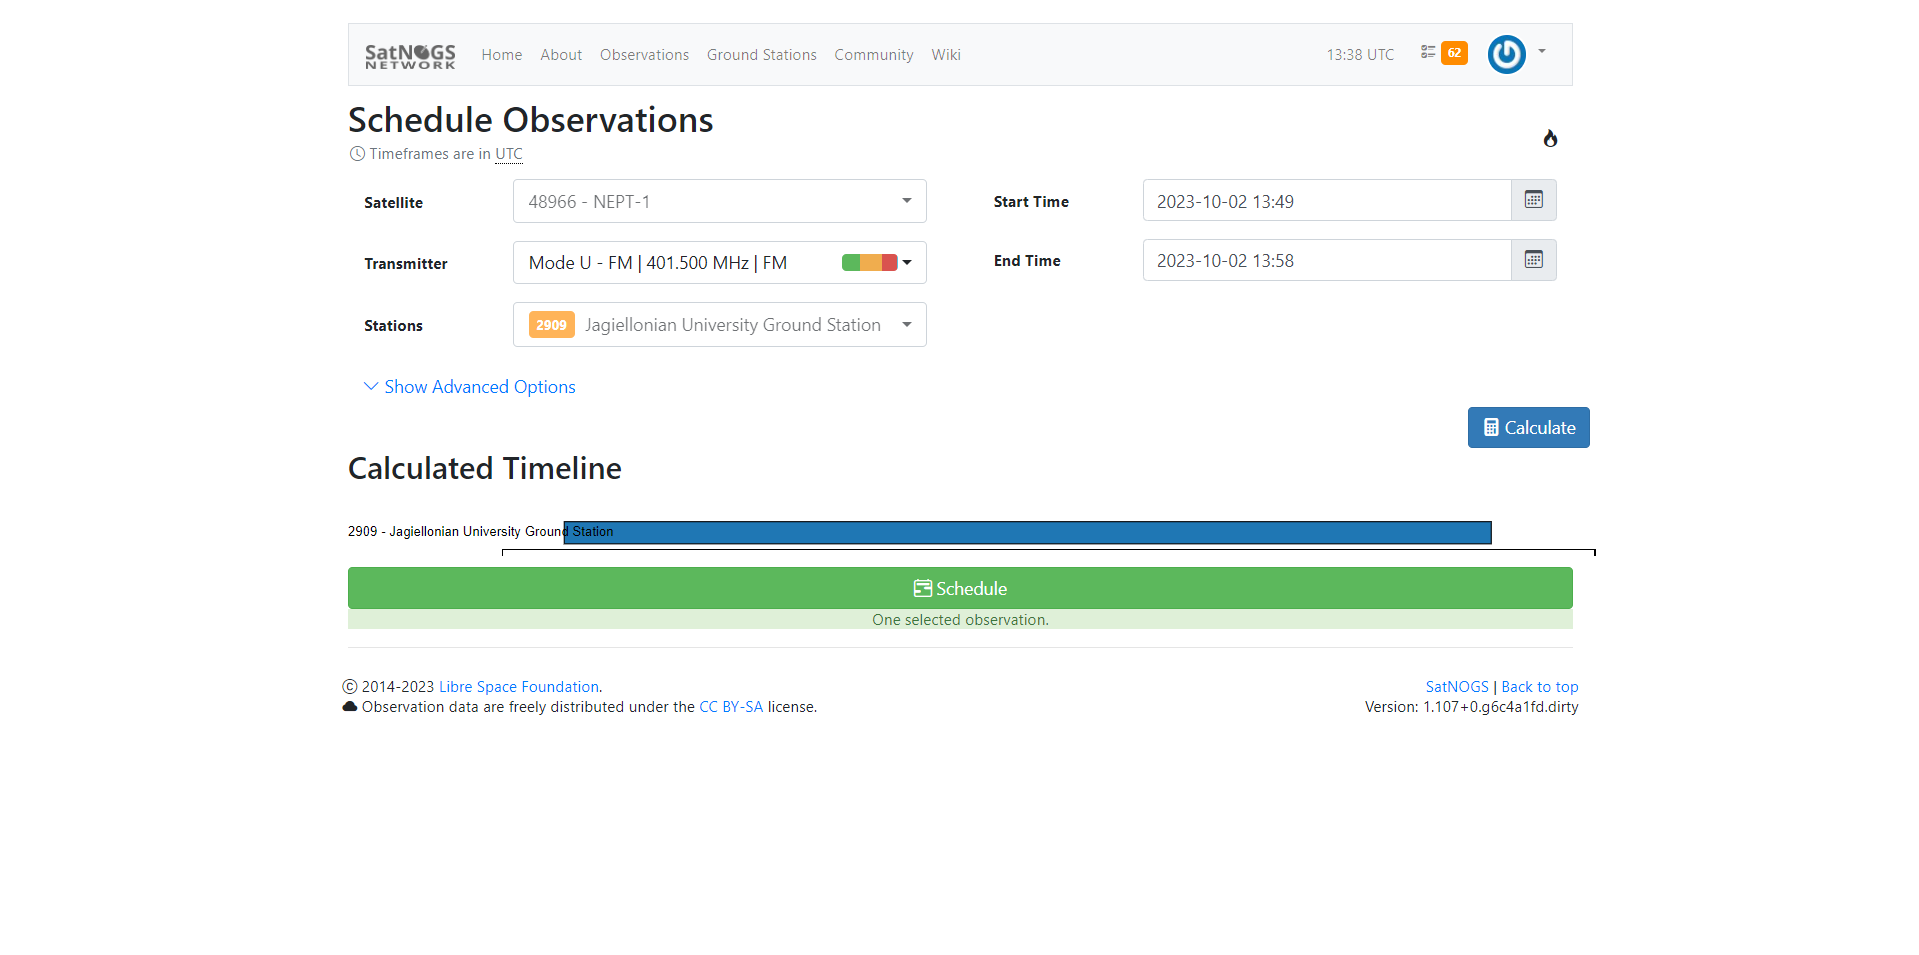 SatNOGS
NETWORK
Home About Observations Ground Stations Community Wiki
13:38 UTC 62
Schedule Observations
Timeframes are in UTC
Satellite 48966 - NEPT-1
Start Time 2023-10-02 13:49
Transmitter Mode U - FM | 401.500 MHz | FM
End Time 2023-10-02 13:58
Stations 2909 Jagiellonian University Ground Station
Show Advanced Options
Calculate
Calculated Timeline
2909 - Jagiellonian University Ground Station
Schedule
One selected observation.
© 2014-2023 Libre Space Foundation.
SatNOGS | Back to top
Observation data are freely distributed under the CC BY-SA license.
Version: 1.107+0.g6c4a1fd.dirty